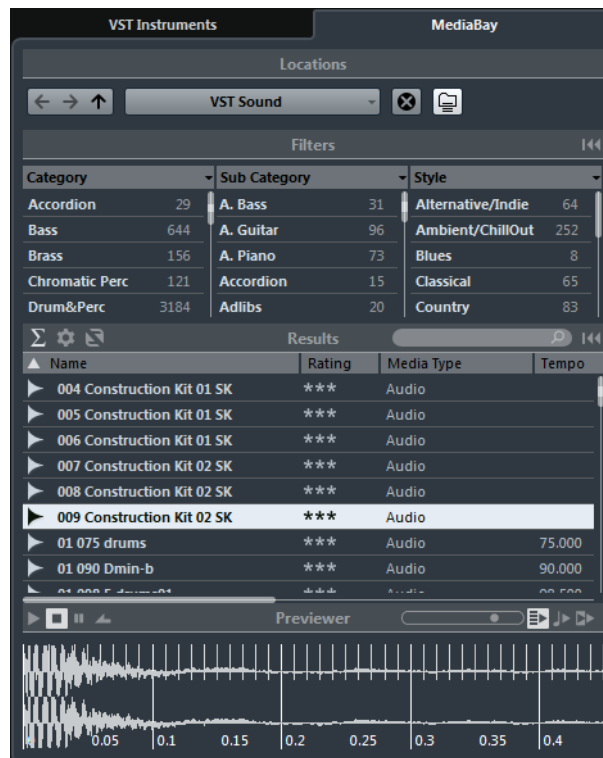 VST Instruments MediaBay
Locations
VST Sound
Filters
Category Sub Category Style
Accordion 29 A. Bass 31 Alternative/Indie 64
Bass 644 A. Guitar 96 Ambient/ChillOut 252
Brass 156 A. Piano 73 Blues 8
Chromatic Perc 121 Accordion 15 Classical 65
Drum&Perc 3184 Adlibs 20 Country 83
Results
Name Rating Media Type Tempo
004 Construction Kit 01 SK *** Audio
005 Construction Kit 01 SK *** Audio
006 Construction Kit 01 SK *** Audio
007 Construction Kit 02 SK *** Audio
008 Construction Kit 02 SK *** Audio
009 Construction Kit 02 SK *** Audio
01 075 drums *** Audio 75.000
01 090 Dmin-b *** Audio 90.000
Previewer
0.05 0.1 0.15 0.2 0.25 0.3 0.35 0.4